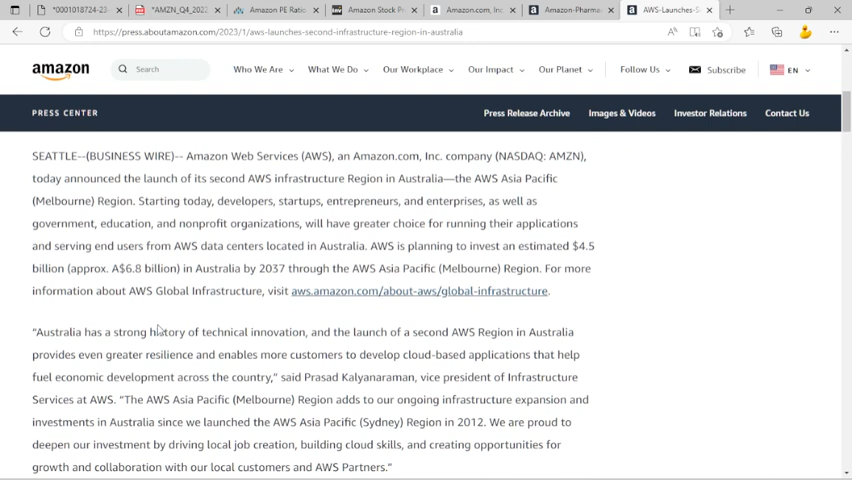 *0001018724-23-
*AMZN_Q4_2022
Amazon PE Ratio
Amazon Stock P
Amazon.com, Inc.
Amazon-Pharma
AWS-Launches-S
https://press.aboutamazon.com/2023/1/aws-launches-second-infrastructure-region-in-australia
amazon
Search
Who We Are
What We Do
Our Workplace
Our Impact
Our Planet
Follow Us
Subscribe
EN
PRESS CENTER
Press Release Archive
Images & Videos
Investor Relations
Contact Us
SEATTLE--(BUSINESS WIRE)-- Amazon Web Services (AWS), an Amazon.com, Inc. company (NASDAQ: AMZN),
today announced the launch of its second AWS infrastructure Region in Australia—the AWS Asia Pacific
(Melbourne) Region. Starting today, developers, startups, entrepreneurs, and enterprises, as well as
government, education, and nonprofit organizations, will have greater choice for running their applications
and serving end users from AWS data centers located in Australia. AWS is planning to invest an estimated $4.5
billion (approx. A$6.8 billion) in Australia by 2037 through the AWS Asia Pacific (Melbourne) Region. For more
information about AWS Global Infrastructure, visit aws.amazon.com/about-aws/global-infrastructure.
“Australia has a strong history of technical innovation, and the launch of a second AWS Region in Australia
provides even greater resilience and enables more customers to develop cloud-based applications that help
fuel economic development across the country,” said Prasad Kalyanaraman, vice president of Infrastructure
Services at AWS. “The AWS Asia Pacific (Melbourne) Region adds to our ongoing infrastructure expansion and
investments in Australia since we launched the AWS Asia Pacific (Sydney) Region in 2012. We are proud to
deepen our investment by driving local job creation, building cloud skills, and creating opportunities for
growth and collaboration with our local customers and AWS Partners.”